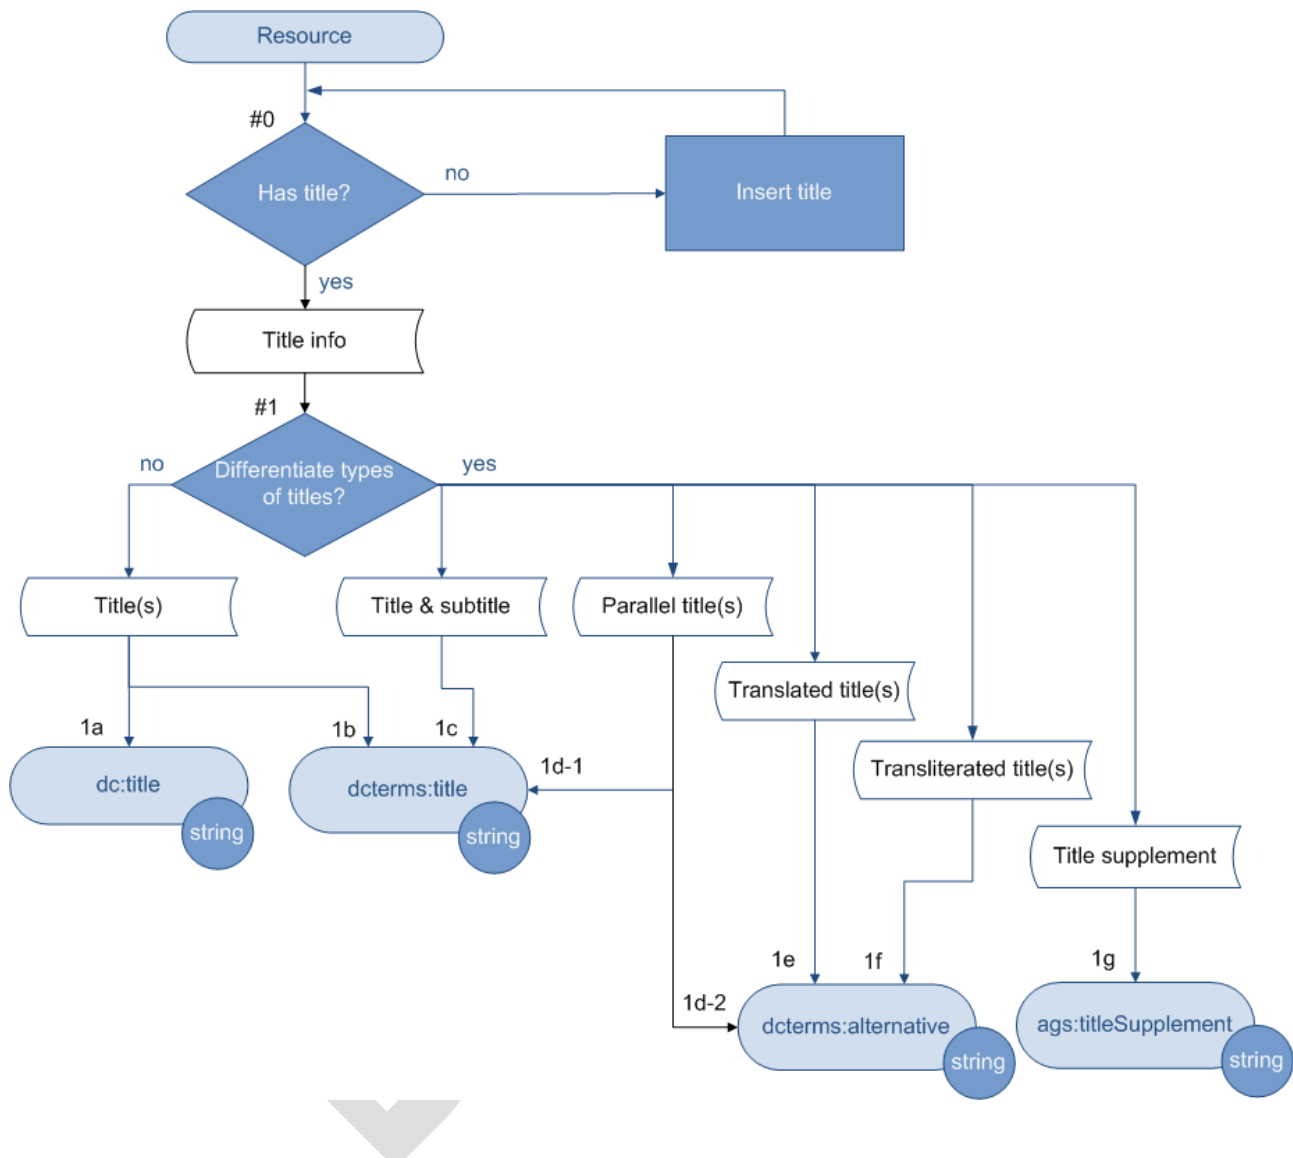 Resource
#0
Has title?
no
Insert title
yes
Title info
#1
no
Differentiate types
of titles?
yes
Title(s)
Title & subtitle
Parallel title(s)
Translated title(s)
Transliterated title(s)
Title supplement
1a
1b
1c
1d-1
dc:title
string
dcterms:title
string
1e
1f
1g
1d-2
dcterms:alternative
string
ags:titleSupplement
string